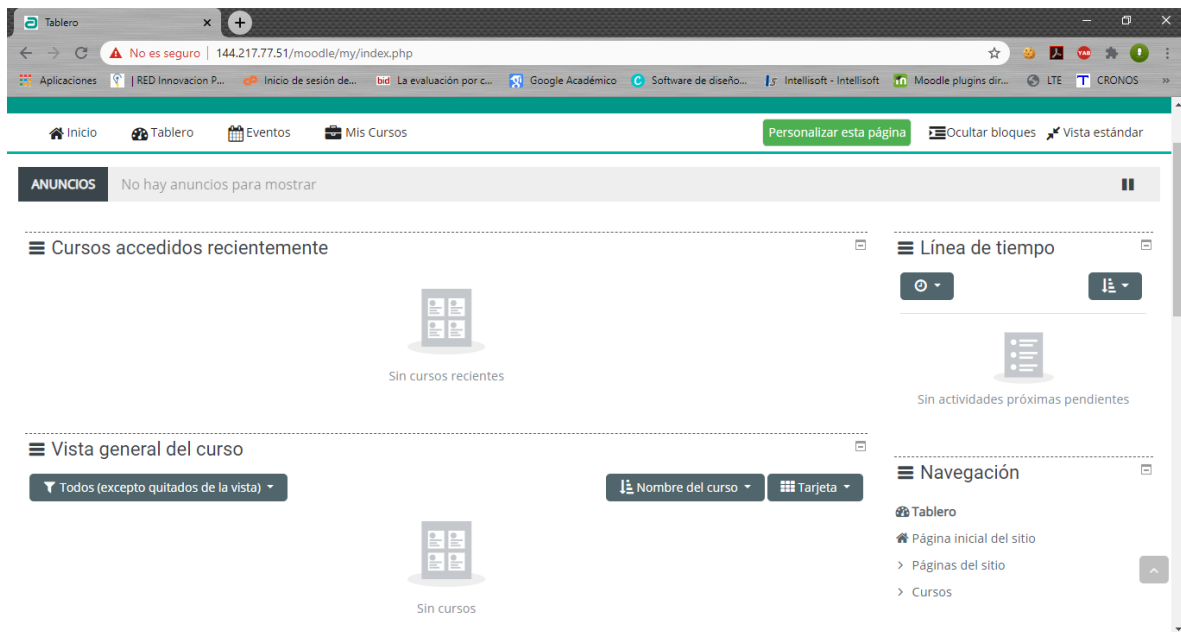 Tablero
No es seguro | 144.217.77.51/moodle/my/index.php
Aplicaciones | RED Innovacion P... Inicio de sesión de... bid La evaluación por c... Google Académico Software de diseño... Intellisoft - Intellisoft Moodle plugins dir... LTE CRONOS »
Inicio Tablero Eventos Mis Cursos Personalizar esta página Ocultar bloques Vista estándar
ANUNCIOS No hay anuncios para mostrar
Cursos accedidos recientemente
Sin cursos recientes
Vista general del curso
Todos (excepto quitados de la vista) Nombre del curso Tarjeta
Sin cursos
Línea de tiempo
Sin actividades próximas pendientes
Navegación
Tablero
Página inicial del sitio
Páginas del sitio
Cursos